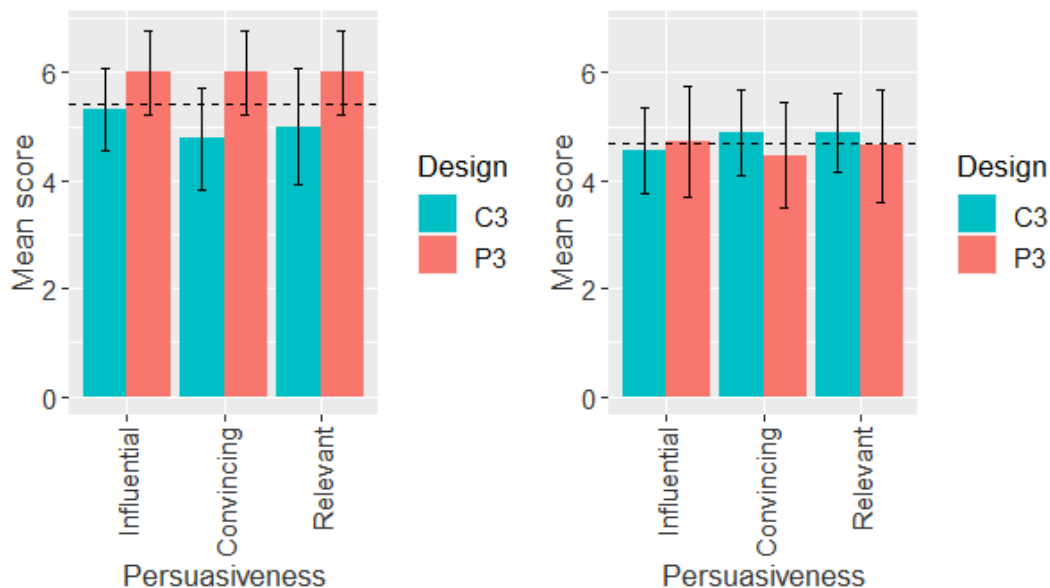 Mean score
6
4
2
0
Influential
Convincing
Relevant
Persuasiveness
Design
C3
P3
Mean score
6
4
2
0
Influential
Convincing
Relevant
Persuasiveness
Design
C3
P3